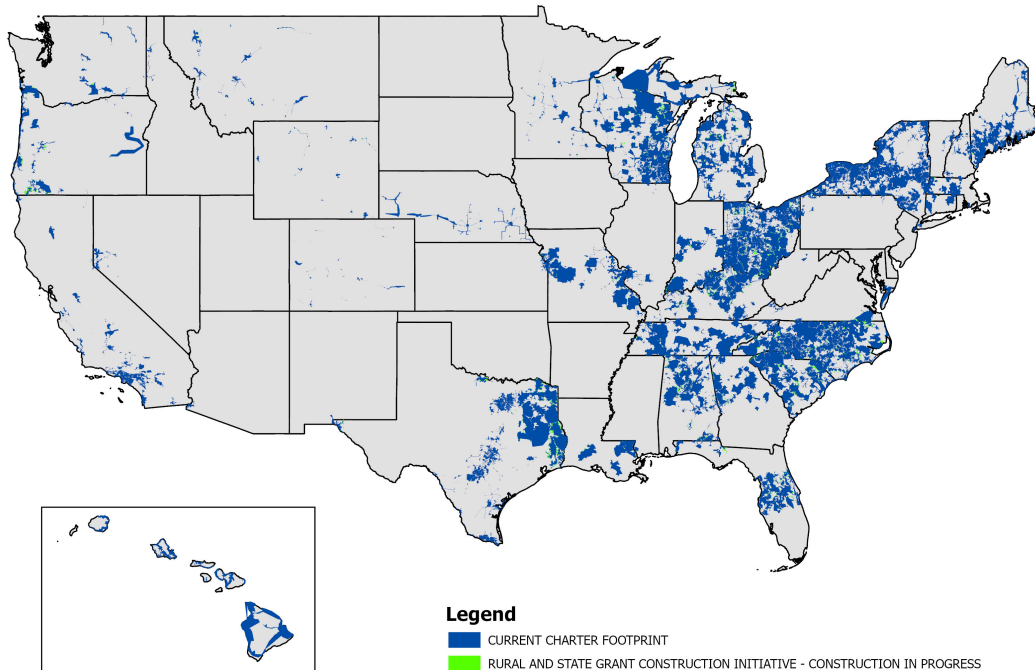 Legend
CURRENT CHARTER FOOTPRINT
RURAL AND STATE GRANT CONSTRUCTION INITIATIVE - CONSTRUCTION IN PROGRESS